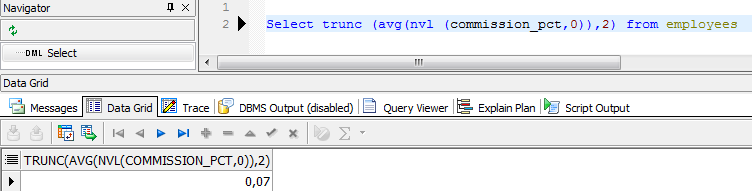 Navigator
1
2 Select trunc (avg(nvl (commission_pct,0)),2) from employees
DML Select
Data Grid
Messages Data Grid Trace DBMS Output (disabled) Query Viewer Explain Plan Script Output
TRUNC(AVG(NVL(COMMISSION_PCT,0)),2)
0,07